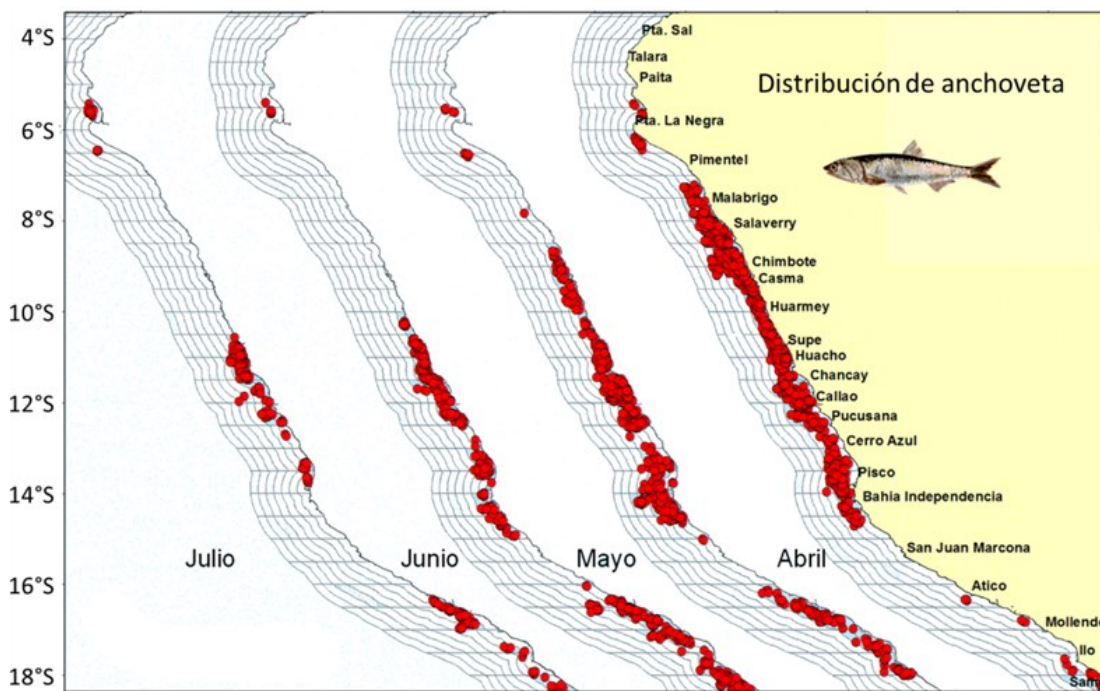 4°S
6°S
8°S
10°S
12°S
14°S
16°S
18°S
Distribución de anchoveta
Pta. Sal
Talara
Paita
Pta. La Negra
Pimentel
Malabrigo
Salaverry
Chimbote
Casma
Huarmey
Supe
Huacho
Chancay
Callao
Pucusana
Cerro Azul
Pisco
Bahia Independencia
San Juan Marcona
Atico
Mollendo
Ilo
Sam
Julio
Junio
Mayo
Abril